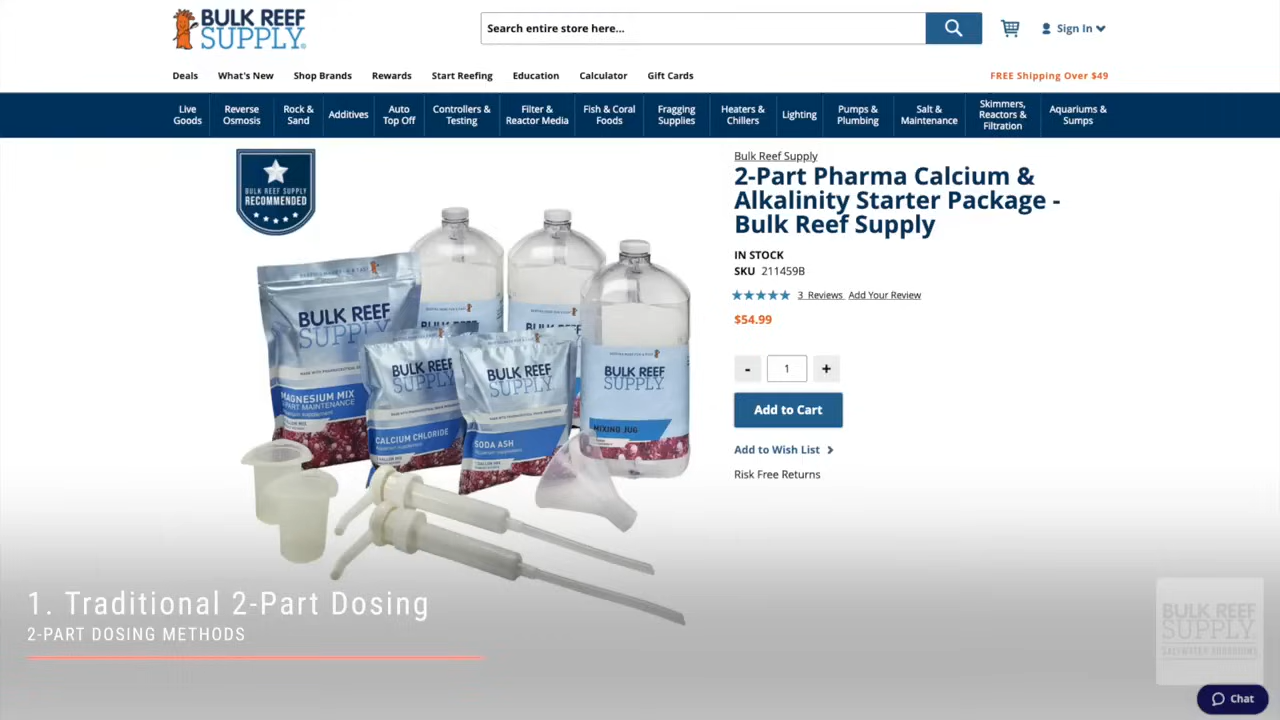 BULK REEF
SUPPLY
Search entire store here...
Sign In
Deals
What's New
Shop Brands
Rewards
Start Reefing
Education
Calculator
Gift Cards
FREE Shipping Over $49
Live
Goods
Reverse
Osmosis
Rock &
Sand
Additives
Auto
Top Off
Controllers &
Testing
Filter &
Reactor Media
Fish & Coral
Foods
Fragging
Supplies
Heaters &
Chillers
Lighting
Pumps &
Plumbing
Salt &
Maintenance
Skimmers,
Reactors &
Filtration
Aquariums &
Sumps
BULK REEF SUPPLY
RECOMMENDED
Bulk Reef Supply
2-Part Pharma Calcium &
Alkalinity Starter Package -
Bulk Reef Supply
IN STOCK
SKU 211459B
3 Reviews Add Your Review
$54.99
- 1 +
Add to Cart
Add to Wish List
Risk Free Returns
BULK REEF
SUPPLY
MAGNESIUM MIX
BULK REEF
SUPPLY
CALCIUM CHLORIDE
BULK REEF
SUPPLY
SODA ASH
BULK REEF
BULK REEF
BULK REEF
SUPPLY
MIXING JUG
1. Traditional 2-Part Dosing
2-PART DOSING METHODS
BULK REEF
SUPPLY
Chat